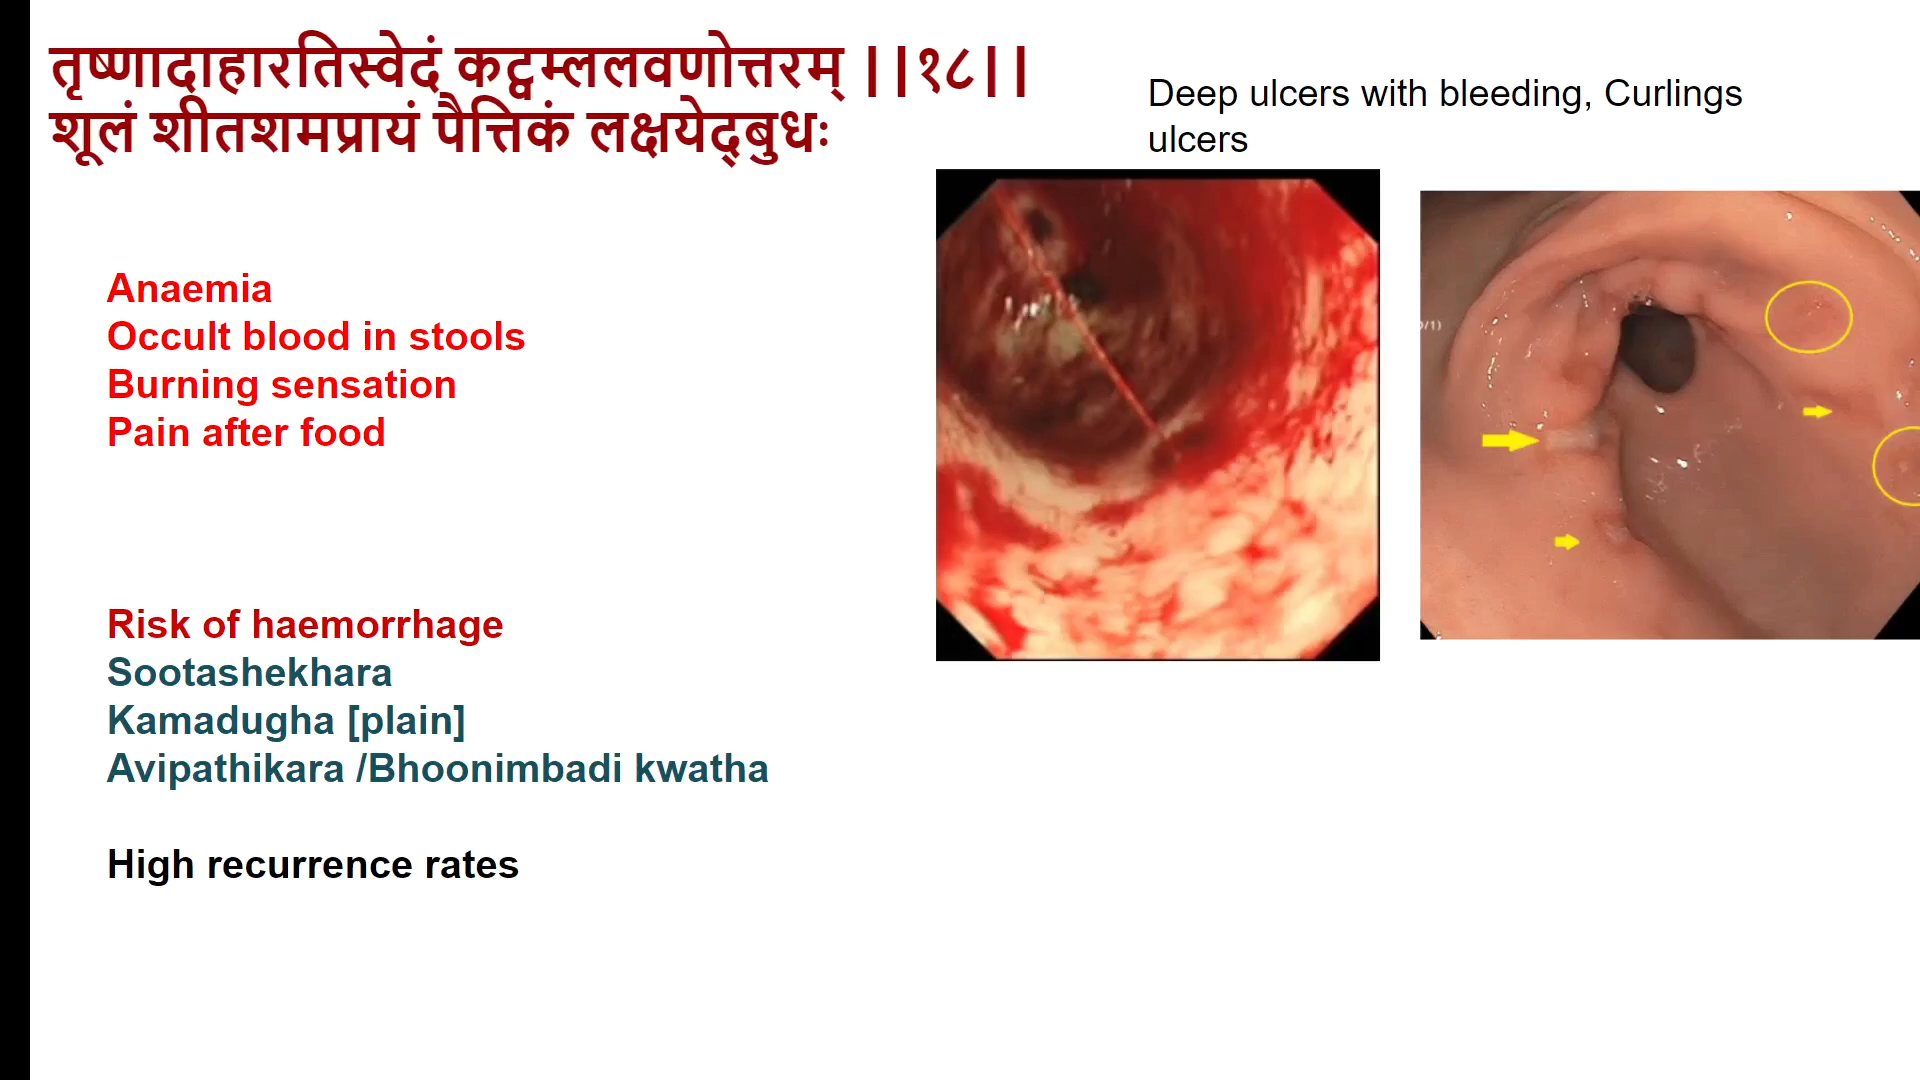 तृष्णादाहारतिस्वेदं कट्वम्ललवणोत्तरम् ||१८||
शूलं शीतशमप्रायं पैत्तिकं लक्षयेद्बुधः
Deep ulcers with bleeding, Curlings
ulcers
Anaemia
Occult blood in stools
Burning sensation
Pain after food
Risk of haemorrhage
Sootashekhara
Kamadugha [plain]
Avipathikara /Bhoonimbadi kwatha
High recurrence rates